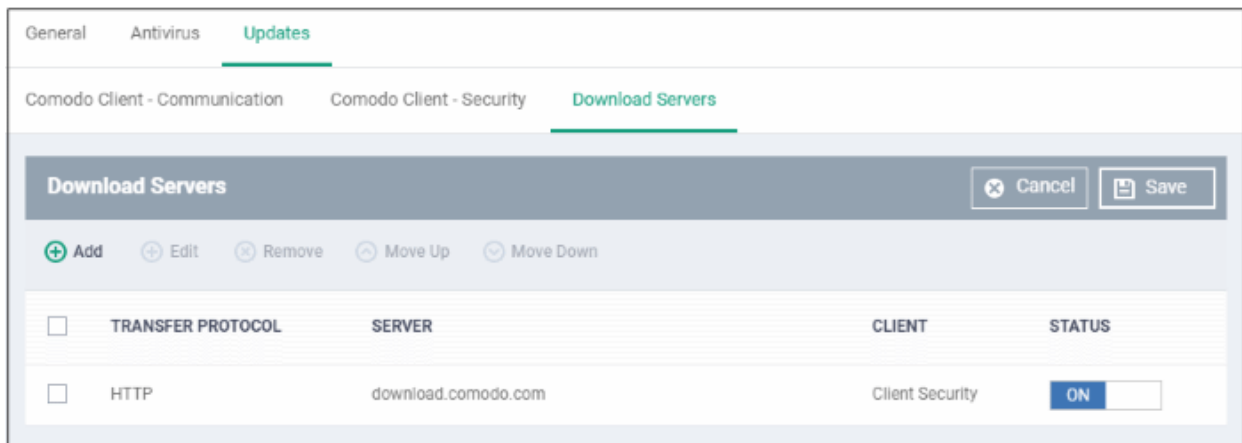 General Antivirus Updates
Comodo Client - Communication Comodo Client - Security Download Servers
Download Servers Cancel Save
Add Edit Remove Move Up Move Down
TRANSFER PROTOCOL SERVER CLIENT STATUS
HTTP download.comodo.com Client Security ON